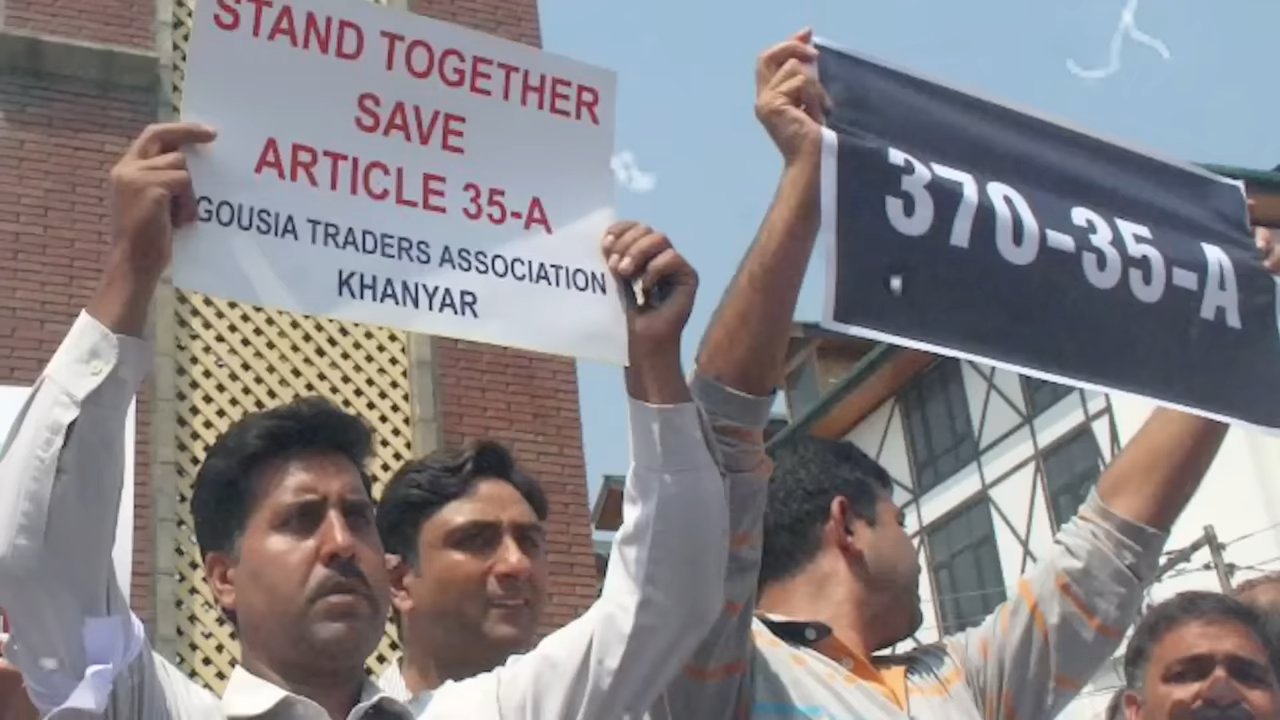 STAND TOGETHER
SAVE
ARTICLE 35-A
GOUSIA TRADERS ASSOCIATION
KHANYAR
370-35-A